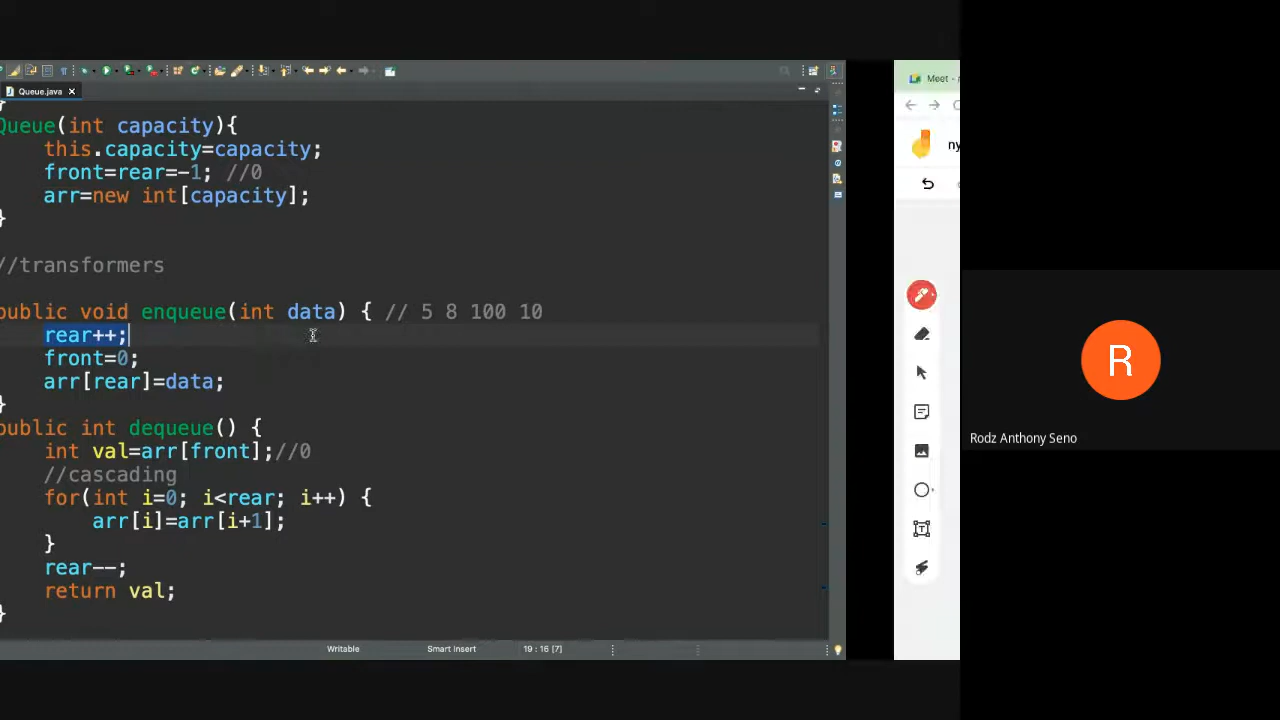 Queue.java
}
Queue(int capacity){
this.capacity=capacity;
front=rear=-1; //0
arr=new int[capacity];
}
//transformers
public void enqueue(int data) { // 5 8 100 10
rear++;
front=0;
arr[rear]=data;
}
public int dequeue() {
int val=arr[front];//0
//cascading
for(int i=0; i<rear; i++) {
arr[i]=arr[i+1];
}
rear--;
return val;
}
Writable
Smart Insert
19 : 16 [7]
Meet -
ny
T
R
Rodz Anthony Seno